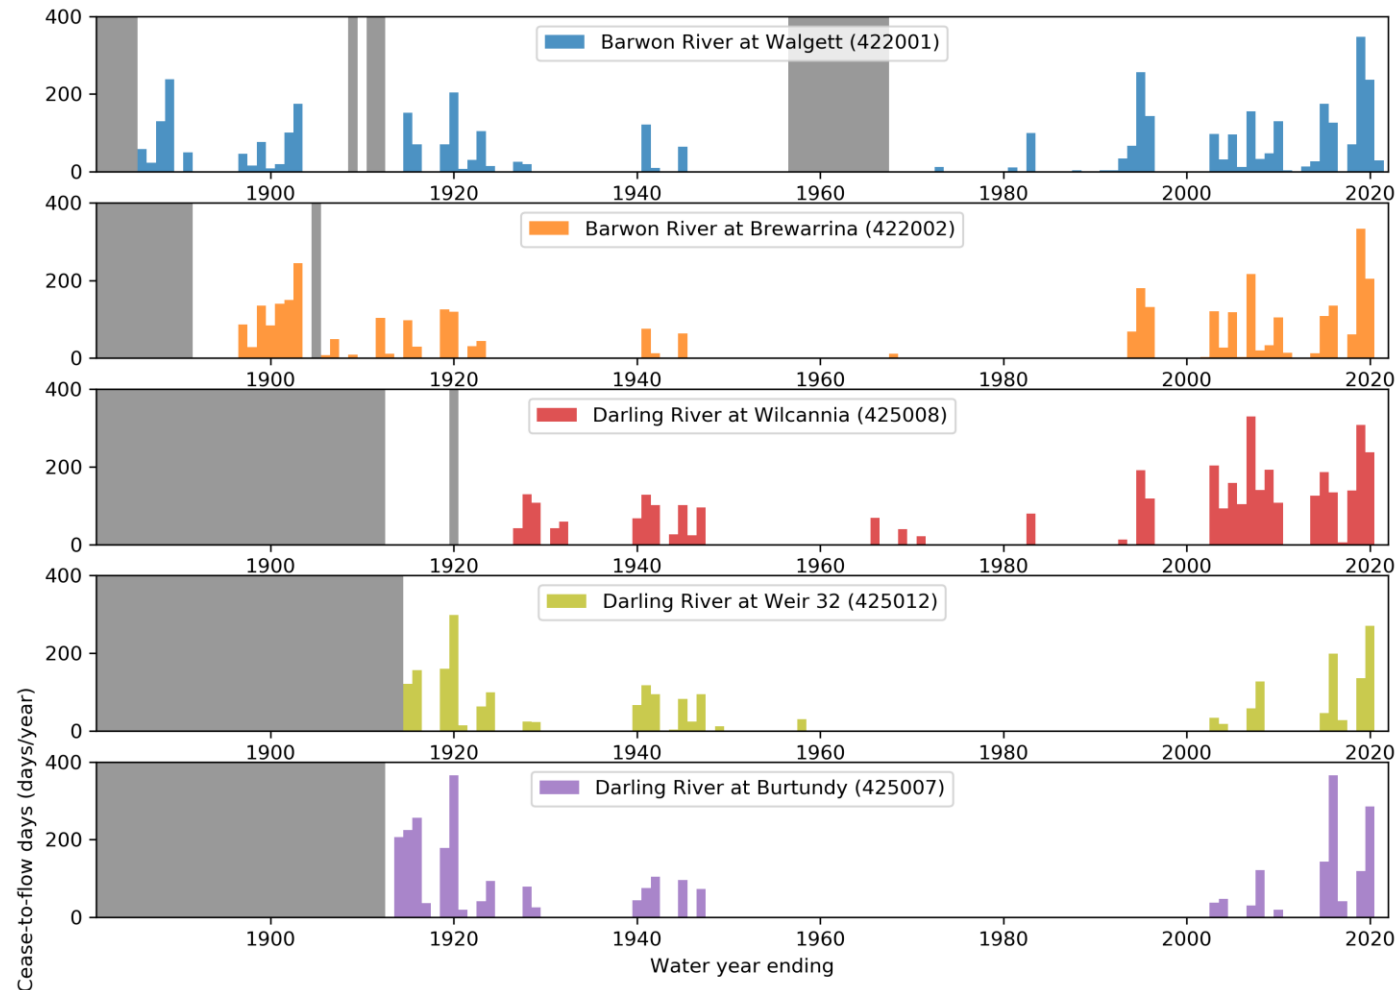 400
Barwon River at Walgett (422001)
200
0
1900 1920 1940 1960 1980 2000 2020
400
Barwon River at Brewarrina (422002)
200
0
1900 1920 1940 1960 1980 2000 2020
400
Darling River at Wilcannia (425008)
200
0
1900 1920 1940 1960 1980 2000 2020
400
Darling River at Weir 32 (425012)
200
0
1900 1920 1940 1960 1980 2000 2020
400
Darling River at Burtundy (425007)
200
0
1900 1920 1940 1960 1980 2000 2020
Water year ending
Cease-to-flow days (days/year)